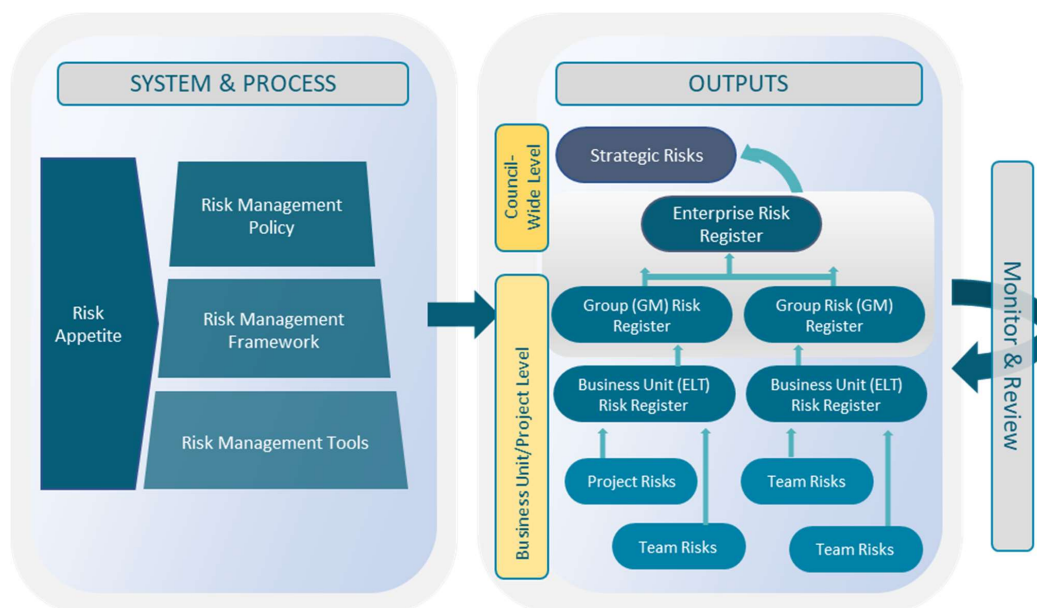 SYSTEM & PROCESS
Risk
Appetite
Risk Management
Policy
Risk Management
Framework
Risk Management Tools
OUTPUTS
Council-
Wide Level
Business Unit/Project Level
Strategic Risks
Enterprise Risk
Register
Group (GM) Risk
Register
Group Risk (GM)
Register
Business Unit (ELT)
Risk Register
Business Unit (ELT)
Risk Register
Project Risks
Team Risks
Team Risks
Team Risks
Monitor & Review